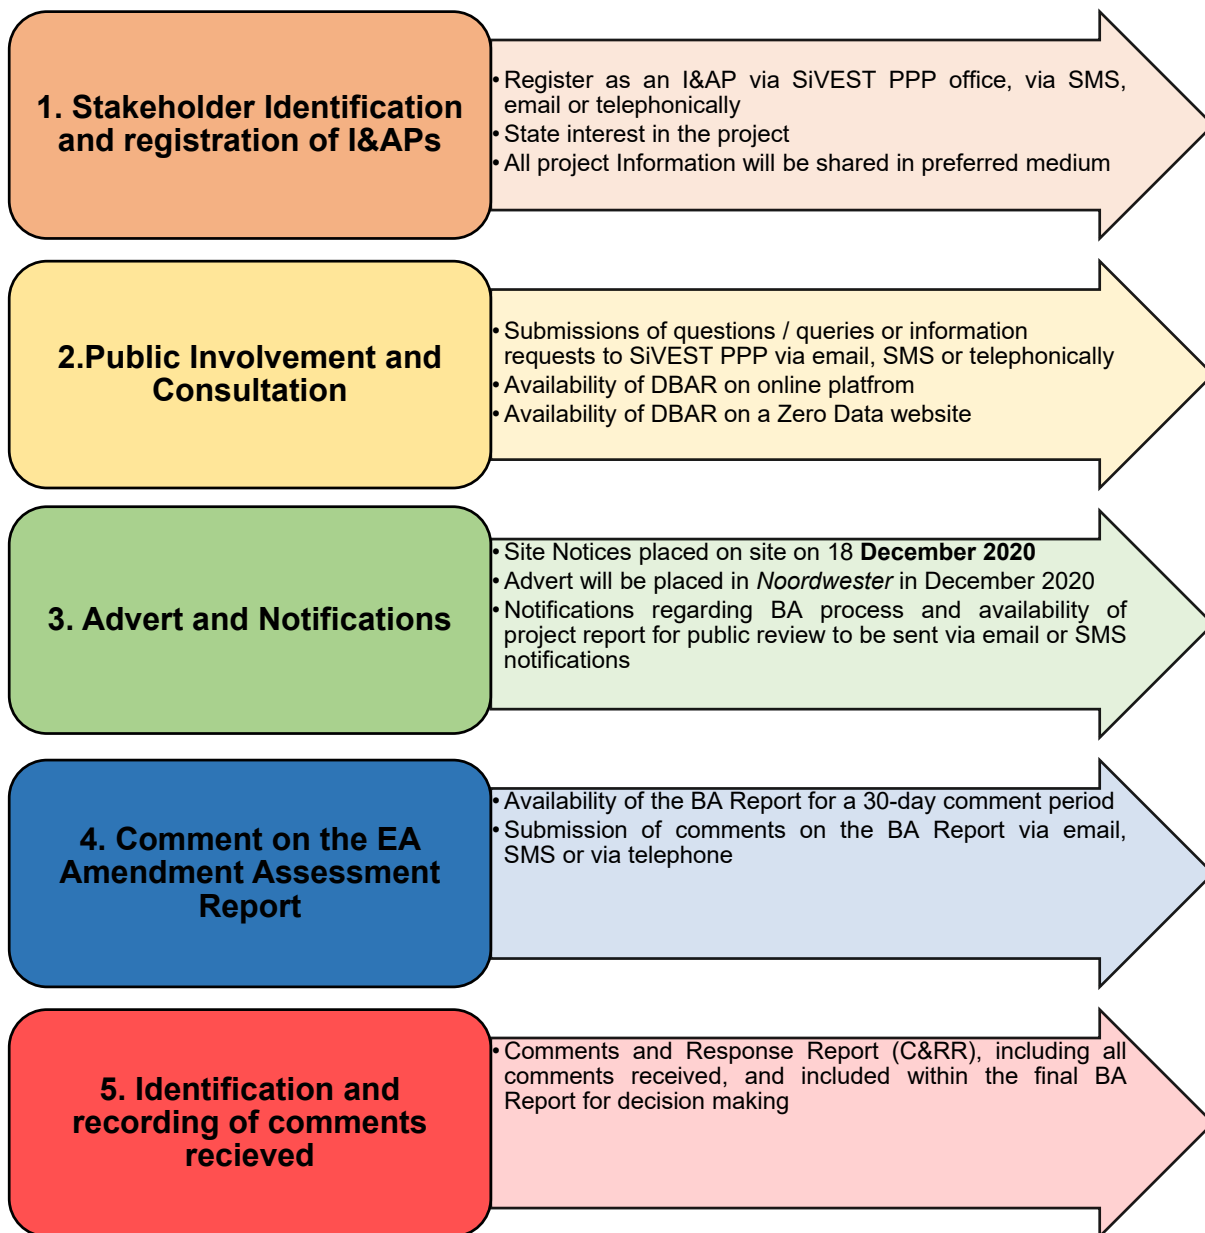 1. Stakeholder Identification
and registration of I&APs
• Register as an I&AP via SiVEST PPP office, via SMS,
email or telephonically
• State interest in the project
• All project Information will be shared in preferred medium
2.Public Involvement and
Consultation
• Submissions of questions / queries or information
requests to SiVEST PPP via email, SMS or telephonically
• Availability of DBAR on online platfrom
• Availability of DBAR on a Zero Data website
3. Advert and Notifications
• Site Notices placed on site on 18 December 2020
• Advert will be placed in Noordwester in December 2020
• Notifications regarding BA process and availability of
project report for public review to be sent via email or SMS
notifications
4. Comment on the EA
Amendment Assessment
Report
• Availability of the BA Report for a 30-day comment period
• Submission of comments on the BA Report via email,
SMS or via telephone
5. Identification and
recording of comments
recieved
• Comments and Response Report (C&RR), including all
comments received, and included within the final BA
Report for decision making